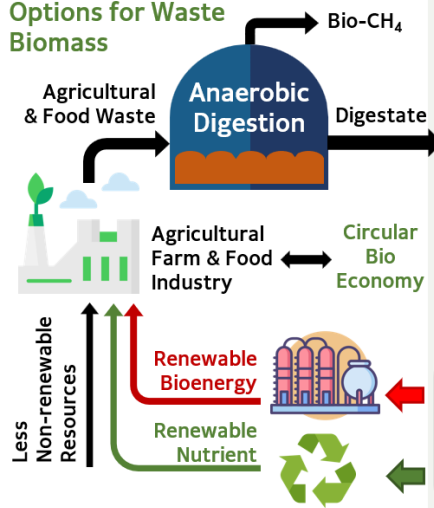 Options for Waste
Biomass
Bio-CH₄
Agricultural
& Food Waste
Anaerobic
Digestion
Digestate
Agricultural
Farm & Food
Industry
Circular
Bio
Economy
Less
Non-renewable
Resources
Renewable
Bioenergy
Renewable
Nutrient